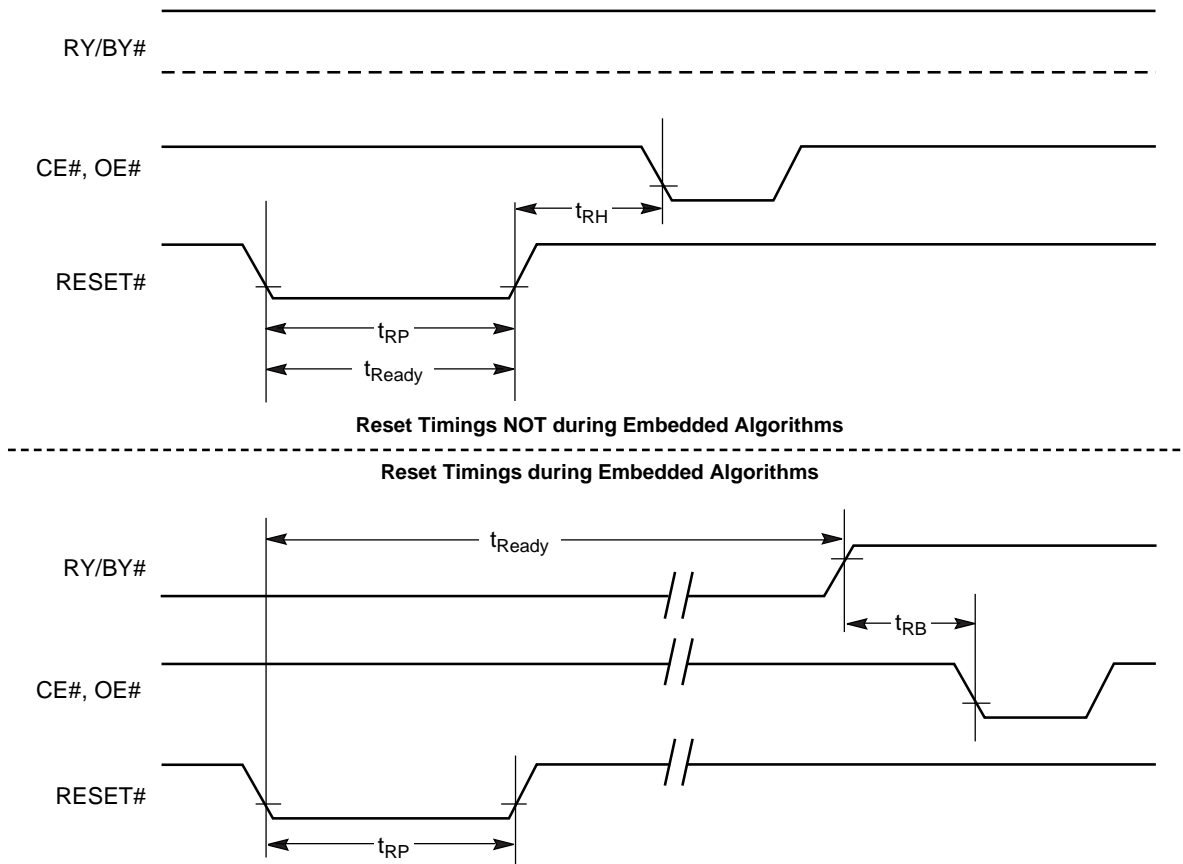 RY/BY#
CE#, OE#
tRH
RESET#
tRP
tReady
Reset Timings NOT during Embedded Algorithms
Reset Timings during Embedded Algorithms
tReady
RY/BY#
tRB
CE#, OE#
RESET#
tRP